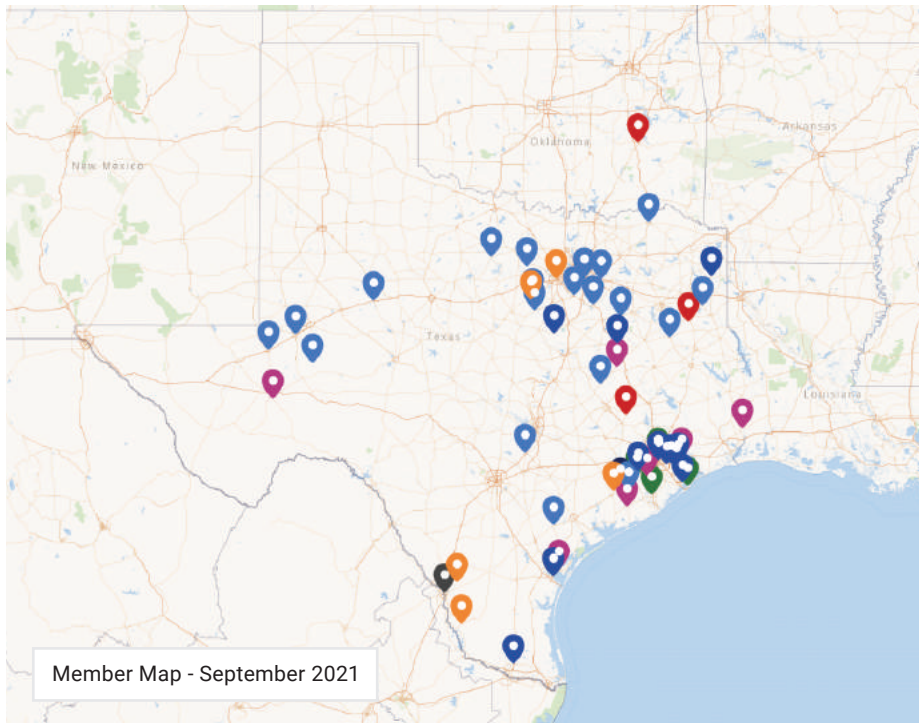 Arkansas
Oklahoma
New Mexico
Texas
Louisiana
Member Map - September 2021